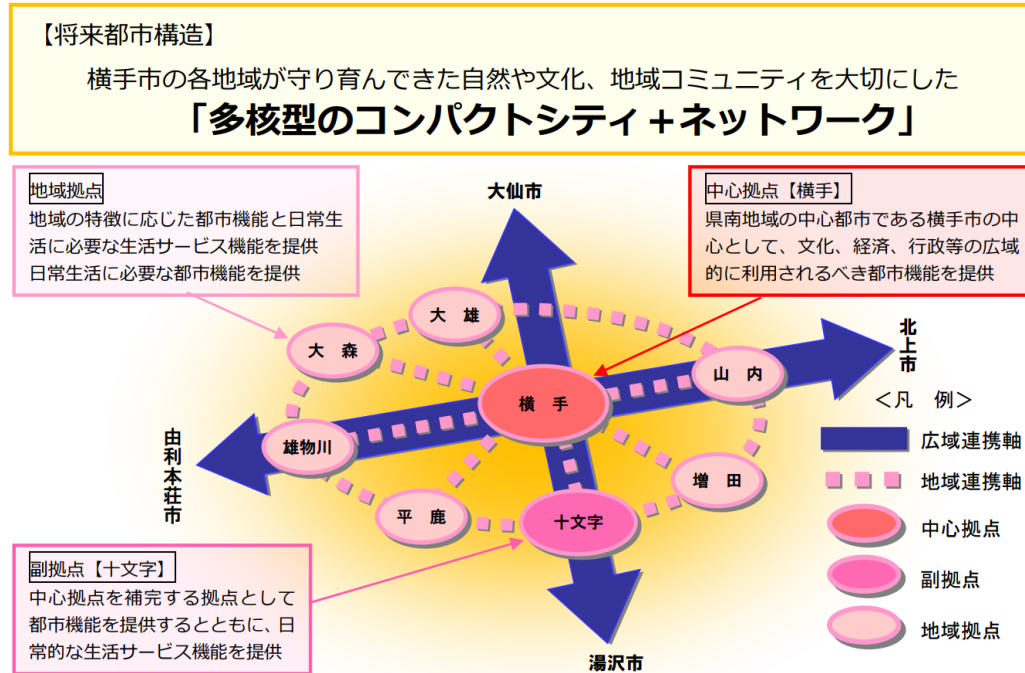 【将来都市構造】
横手市の各地域が守り育んできた自然や文化、地域コミュニティを大切にした
「多核型のコンパクトシティ＋ネットワーク」
地域拠点
地域の特徴に応じた都市機能と日常生
活に必要な生活サービス機能を提供
日常生活に必要な都市機能を提供
大仙市
中心拠点【横手】
県南地域の中心都市である横手市の中
心として、文化、経済、行政等の広域
的に利用されるべき都市機能を提供
大　雄
大　森
北上市
山　内
横　手
＜凡　例＞
雄物川
由利本荘市
広域連携軸
増　田
地域連携軸
平　鹿
十文字
中心拠点
副拠点【十文字】
中心拠点を補完する拠点として
都市機能を提供するとともに、日
常的な生活サービス機能を提供
副拠点
地域拠点
湯沢市